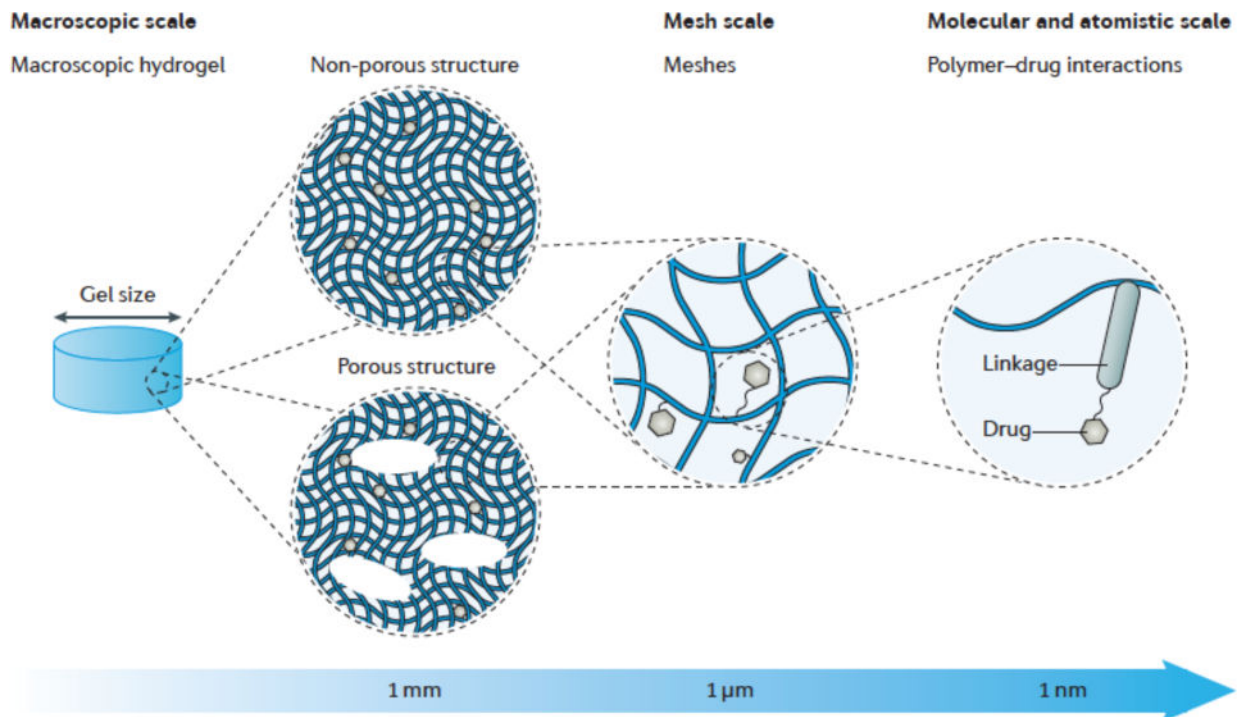 Macroscopic scale
Mesh scale
Molecular and atomistic scale
Macroscopic hydrogel
Non-porous structure
Meshes
Polymer–drug interactions
Gel size
Porous structure
Linkage
Drug
1 mm
1 μm
1 nm